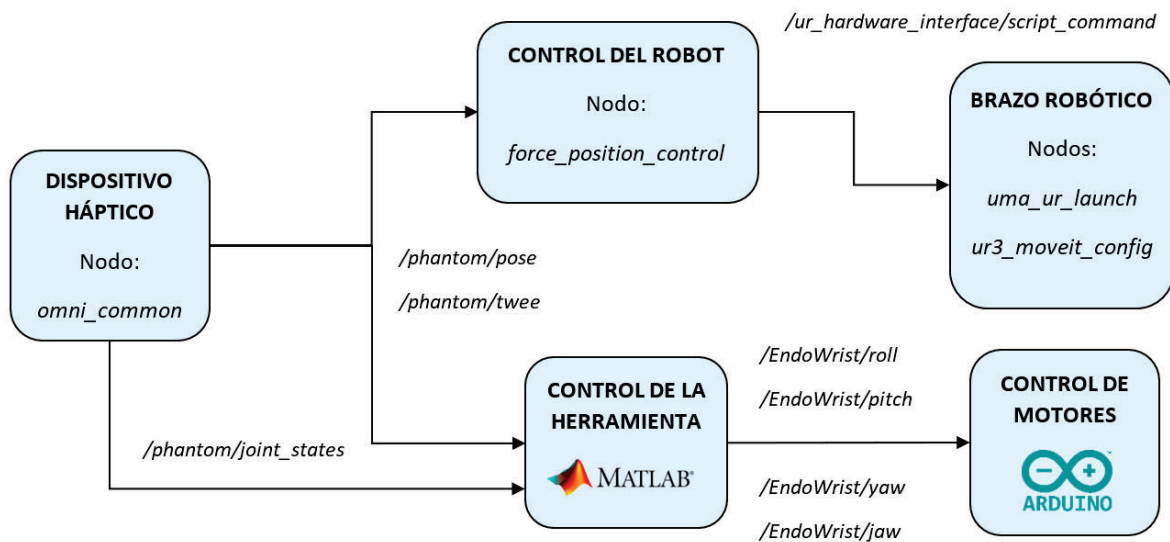 /ur_hardware_interface/script_command
CONTROL DEL ROBOT
Nodo:
force_position_control
BRAZO ROBÓTICO
Nodos:
uma_ur_launch
ur3_moveit_config
DISPOSITIVO
HÁPTICO
Nodo:
omni_common
/phantom/pose
/phantom/twee
/phantom/joint_states
CONTROL DE LA
HERRAMIENTA
MATLAB®
/EndoWrist/roll
/EndoWrist/pitch
/EndoWrist/yaw
/EndoWrist/jaw
CONTROL DE
MOTORES
ARDUINO